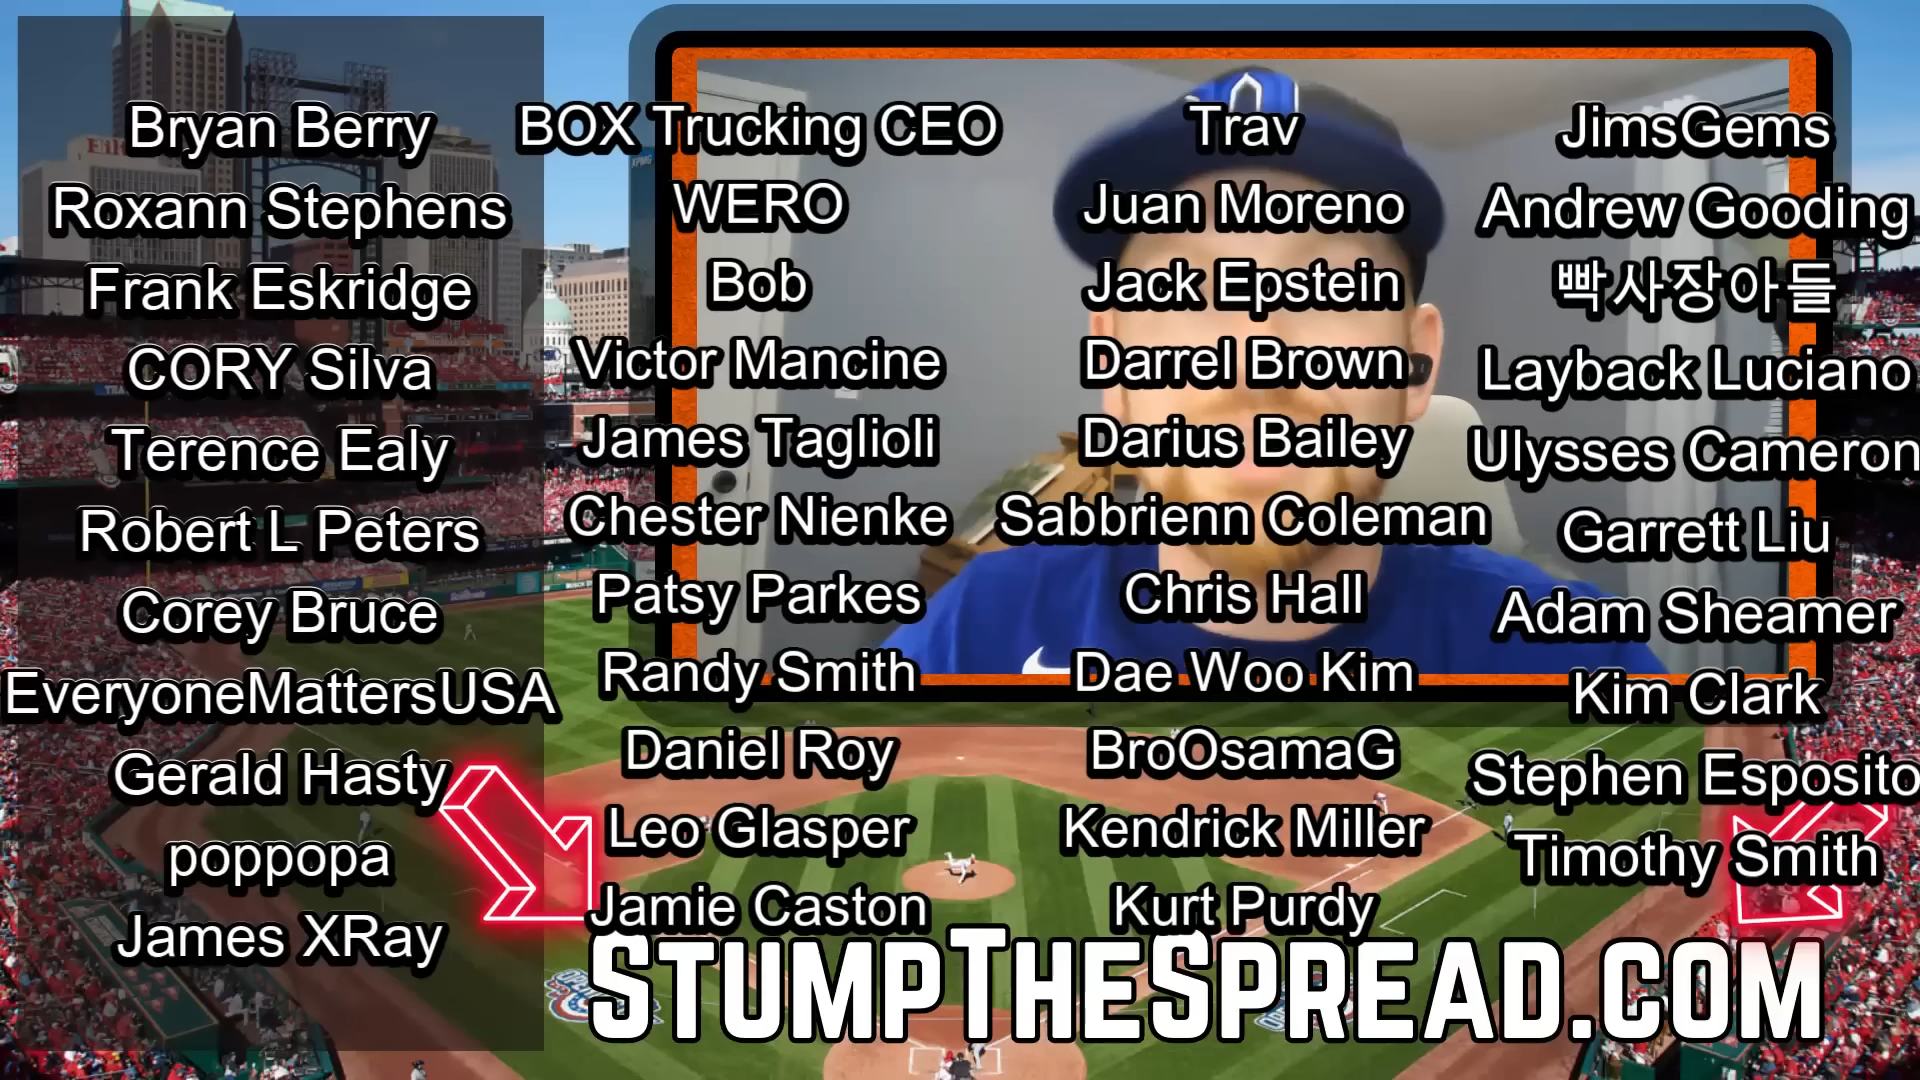 Bryan Berry
Roxann Stephens
Frank Eskridge
CORY Silva
Terence Ealy
Robert L Peters
Corey Bruce
EveryoneMattersUSA
Gerald Hasty
poppopa
James XRay
BOX Trucking CEO
WERO
Bob
Victor Mancine
James Taglioli
Chester Nienke
Patsy Parkes
Randy Smith
Daniel Roy
Leo Glasper
Jamie Caston
Trav
Juan Moreno
Jack Epstein
Darrel Brown
Darius Bailey
Sabbrienn Coleman
Chris Hall
Dae Woo Kim
BroOsamaG
Kendrick Miller
Kurt Purdy
JimsGems
Andrew Gooding
빡사장아들
Layback Luciano
Ulysses Cameron
Garrett Liu
Adam Sheamer
Kim Clark
Stephen Esposito
Timothy Smith
STUMPTHESPREAD.COM
KPMG